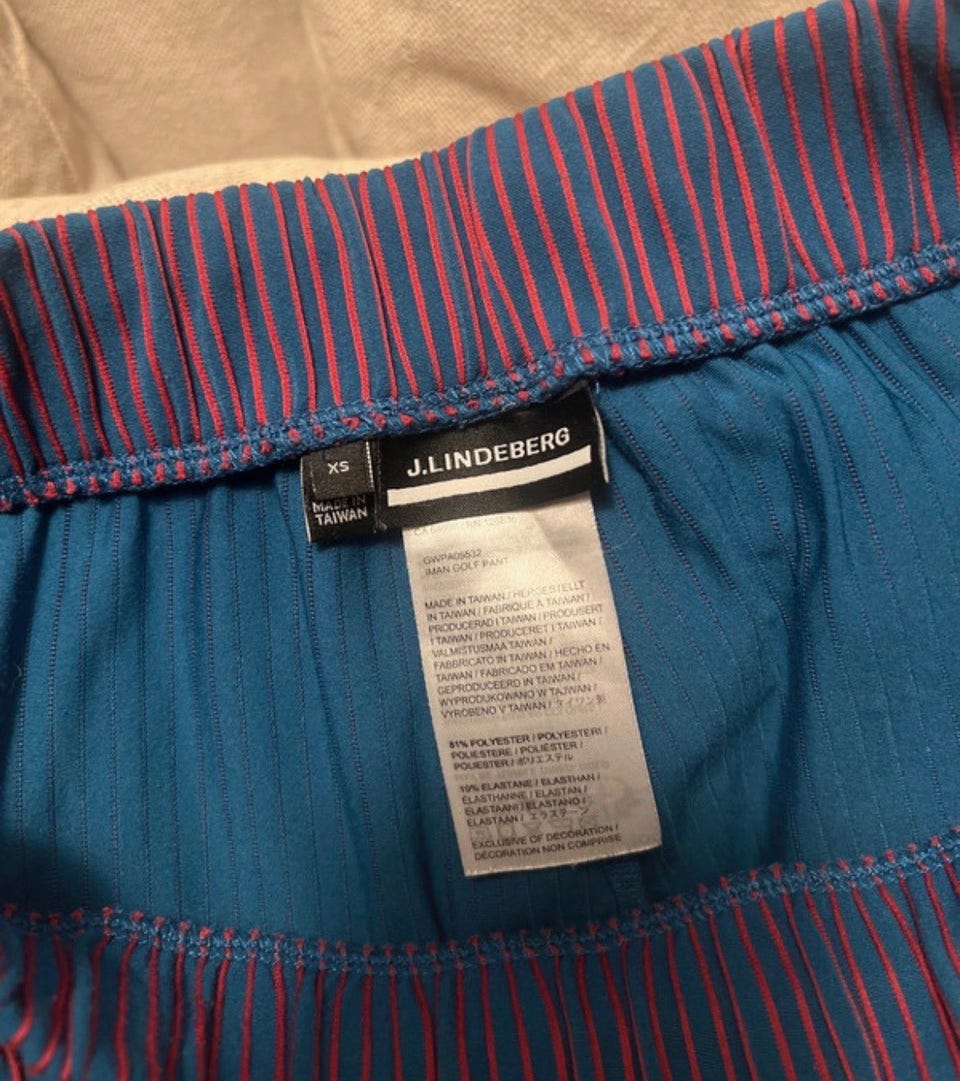 XS
MADE IN
TAIWAN
J.LINDEBERG
GWPA05532
IMAN GOLF PANT
MADE IN TAIWAN / HERGESTELLT
IN TAIWAN / FABRIQUE A TAIWAN /
PRODUCERAD I TAIWAN / PRODUSERT
I TAIWAN / PRODUCERET I TAIWAN /
VALMISTUSMAA TAIWAN /
FABBRICATO IN TAIWAN / HECHO EN
TAIWAN / FABRICADO EM TAIWAN /
GEPRODUCEERD IN TAIWAN /
WYPRODUKOWANO W TAJWAN /
VYROBENO V TAIWAN / タイワン製
81% POLYESTER / POLYESTERI /
POLIESTERE / POLIÉSTER /
POLIESTER / ポリエステル
19% ELASTANE / ELASTHAN /
ÉLASTHANNE / ELASTAN /
ELASTAANI / ELASTANO /
ELASTAAN / エラステーン
EXCLUSIVE OF DECORATION /
DÉCORATION NON COMPRISE